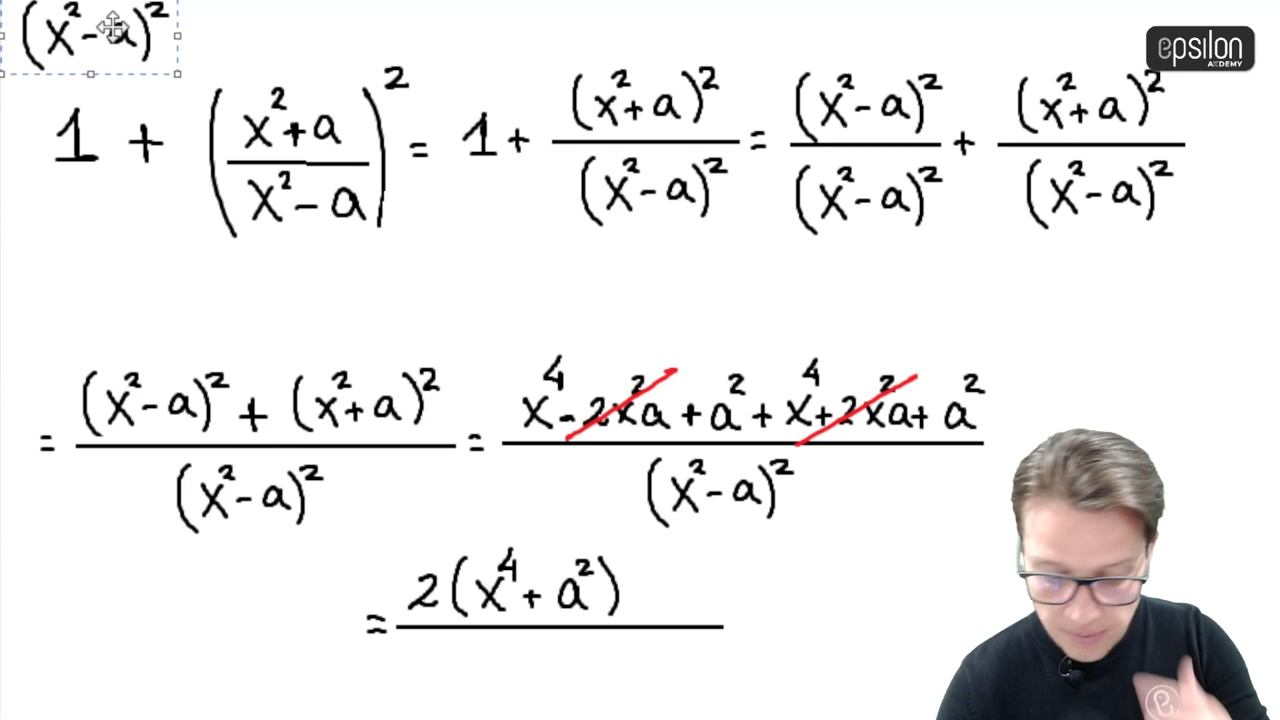 (x² - a)²
epsilon
AKADEMY
1 + ((x² + a)/(x² - a))² = 1 + (x² + a)²/(x² - a)² = (x² - a)²/(x² - a)² + (x² + a)²/(x² - a)²
= ((x² - a)² + (x² + a)²)/(x² - a)² = (x⁴ - 2x²a + a² + x⁴ + 2x²a + a²)/(x² - a)²
= 2(x⁴ + a²)